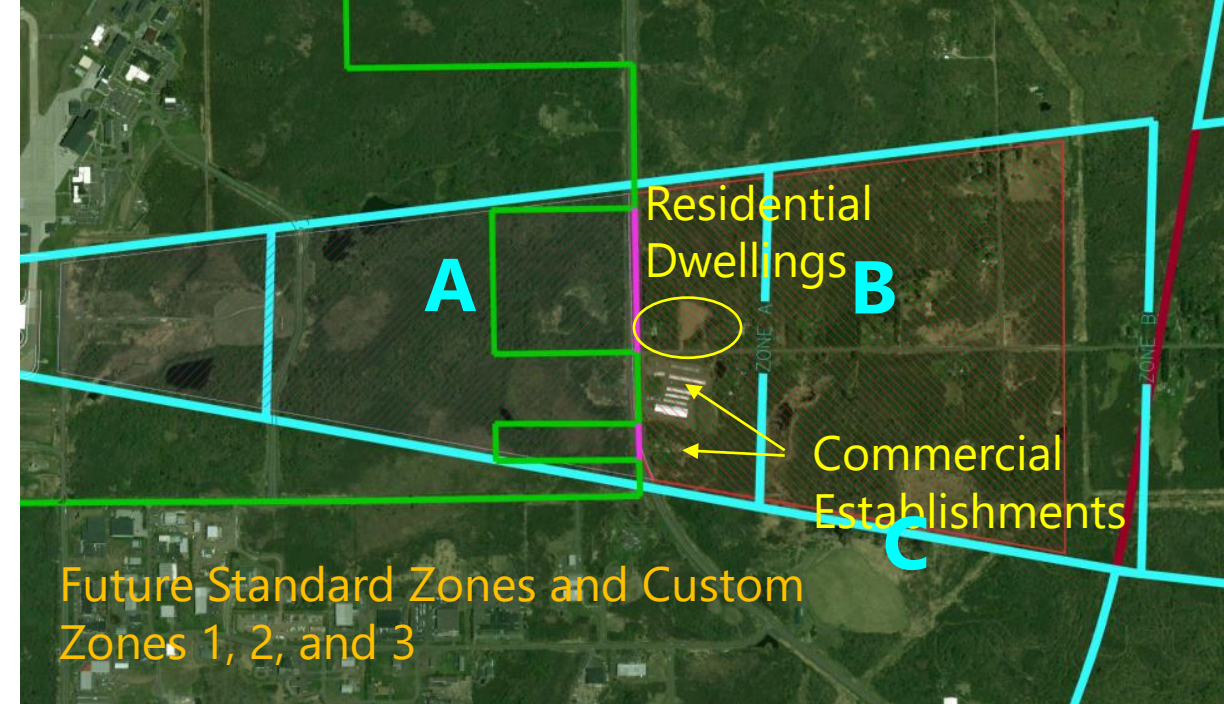 Residential
Dwellings
A
B
ZONE A
ZONE B
Commercial
Establishments
C
Future Standard Zones and Custom
Zones 1, 2, and 3